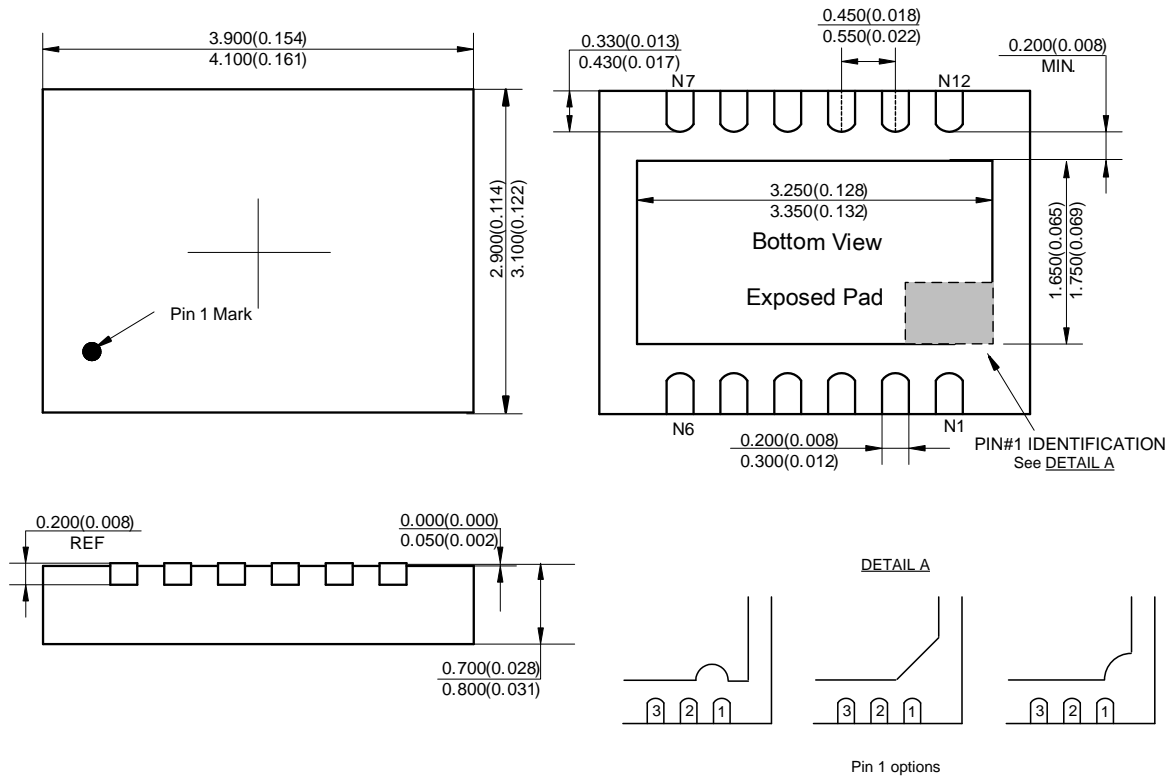 3.900(0.154)
4.100(0.161)
2.900(0.114)
3.100(0.122)
Pin 1 Mark
0.330(0.013)
0.430(0.017)
0.450(0.018)
0.550(0.022)
0.200(0.008)
MIN.
N7
N12
3.250(0.128)
3.350(0.132)
Bottom View
Exposed Pad
1.650(0.065)
1.750(0.069)
N6
N1
0.200(0.008)
0.300(0.012)
PIN#1 IDENTIFICATION
See DETAIL A
0.200(0.008)
REF
0.000(0.000)
0.050(0.002)
0.700(0.028)
0.800(0.031)
DETAIL A
3 2 1
3 2 1
3 2 1
Pin 1 options